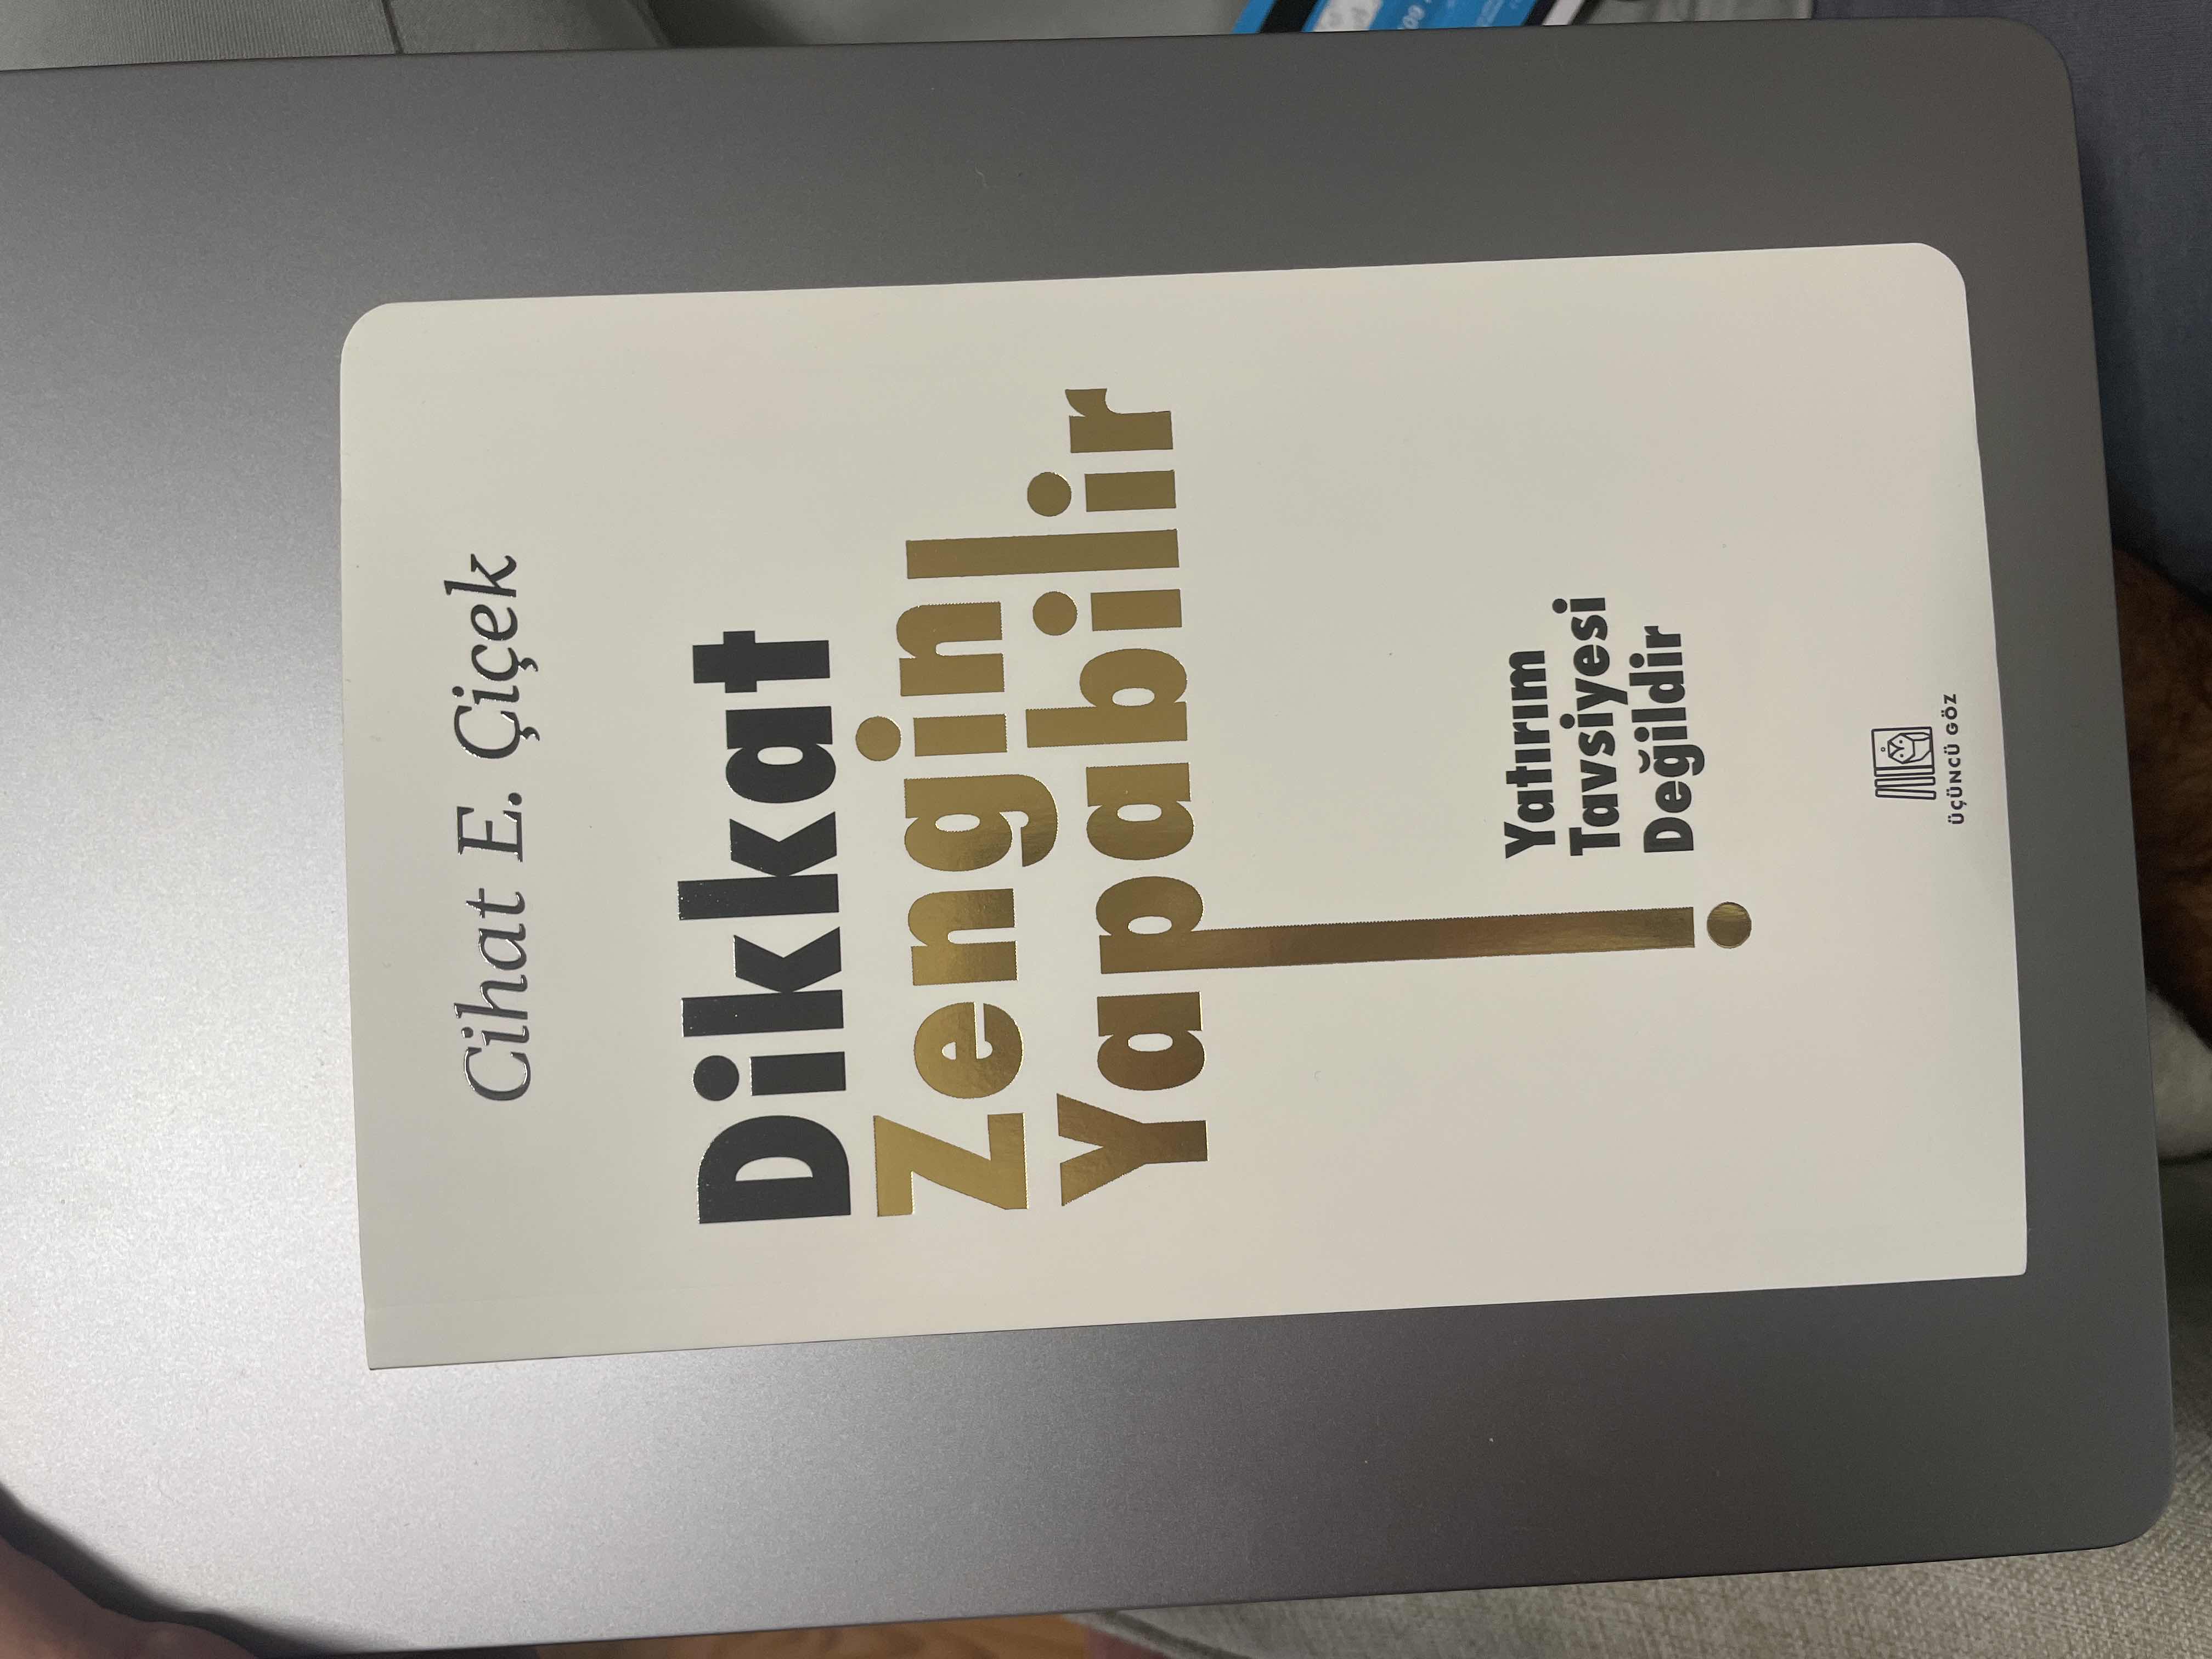 Cihat E. Çiçek
Dikkat
Zengin
Yapabilir
Yatırım
Tavsiyesi
Değildir
ÜÇÜNCÜ GÖZ